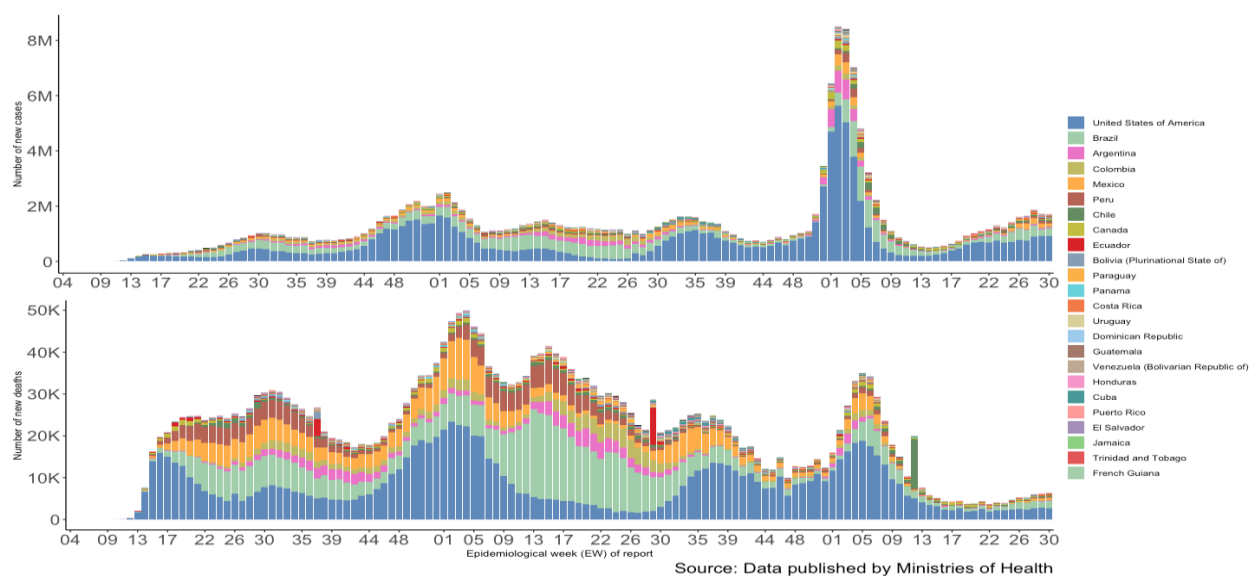 8M
6M
4M
2M
0
Number of new cases
04 09 13 17 22 26 30 35 39 44 48 01 05 09 13 17 22 26 30 35 39 44 48 01 05 09 13 17 22 26 30
50K
40K
30K
20K
10K
0
Number of new deaths
04 09 13 17 22 26 30 35 39 44 48 01 05 09 13 17 22 26 30 35 39 44 48 01 05 09 13 17 22 26 30
Epidemiological week (EW) of report
United States of America
Brazil
Argentina
Colombia
Mexico
Peru
Chile
Canada
Ecuador
Bolivia (Plurinational State of)
Paraguay
Panama
Costa Rica
Uruguay
Dominican Republic
Guatemala
Venezuela (Bolivarian Republic of)
Honduras
Cuba
Puerto Rico
El Salvador
Jamaica
Trinidad and Tobago
French Guiana
Source: Data published by Ministries of Health